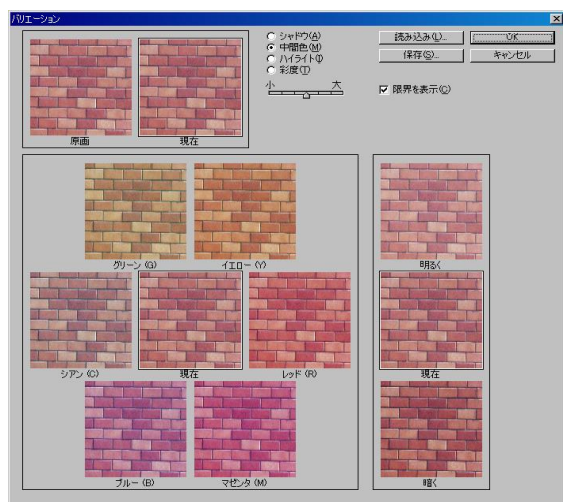 バリエーション
シャドウ(A)
中間色(M)
ハイライト(I)
彩度(T)
小 大
読み込み(L)...
OK
保存(S)...
キャンセル
限界を表示(C)
原画
現在
グリーン (G)
イエロー (Y)
シアン (C)
現在
レッド (R)
ブルー (B)
マゼンタ (M)
明るく
現在
暗く